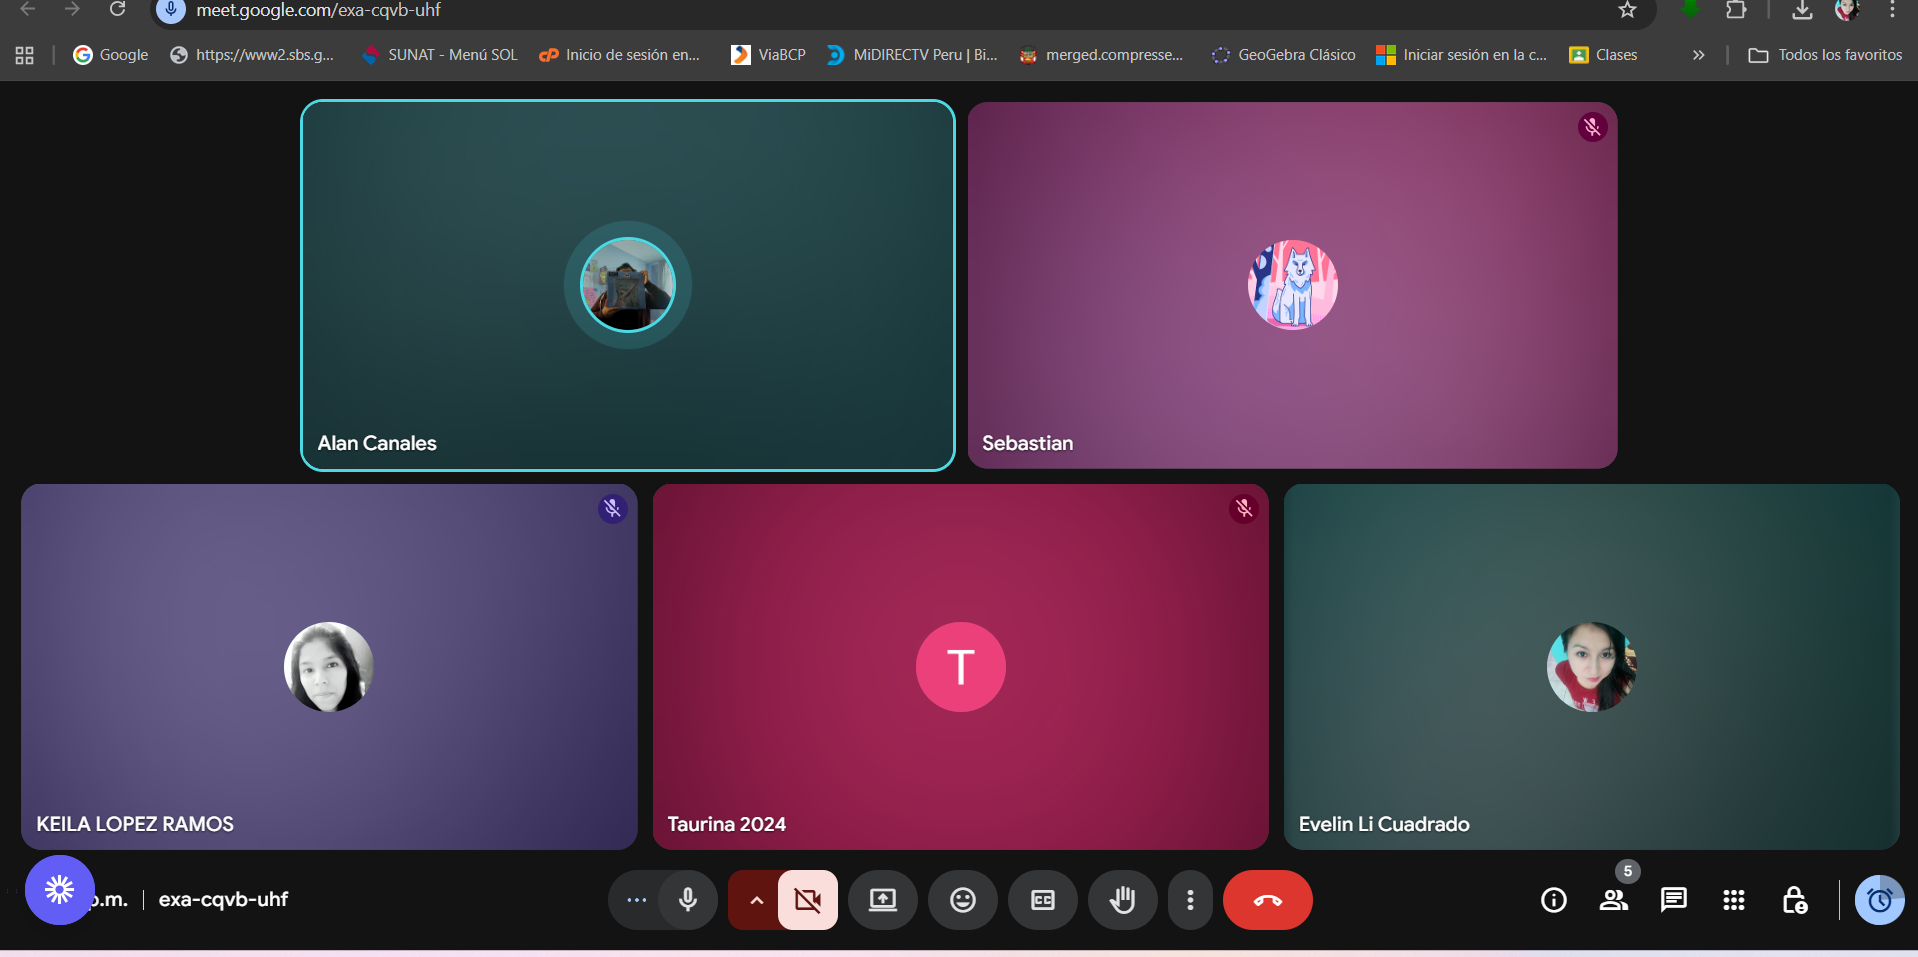 meet.google.com/exa-cqvb-uhf
Google https://www2.sbs.g... SUNAT - Menú SOL Inicio de sesión en... ViaBCP MiDIRECTV Peru | Bi... merged.compresse... GeoGebra Clásico Iniciar sesión en la c... Clases » Todos los favoritos
Alan Canales
Sebastian
T
KEILA LOPEZ RAMOS
Taurina 2024
Evelin Li Cuadrado
5
p.m. | exa-cqvb-uhf
CC